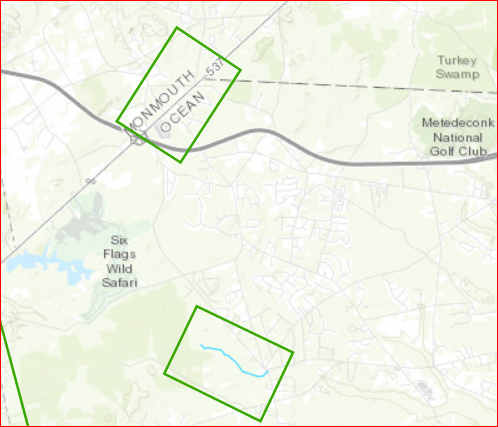 Turkey
Swamp
537
MONMOUTH
OCEAN
Metedeconk
National
Golf Club
Six
Flags
Wild
Safari